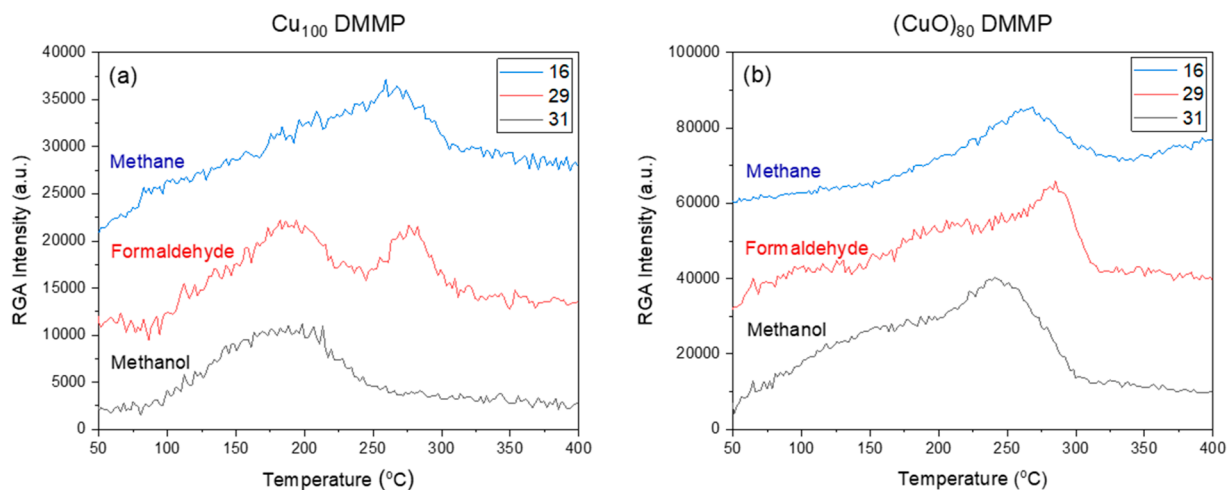 Cu₁₀₀ DMMP
(a)
16
29
31
Methane
Formaldehyde
Methanol
RGA Intensity (a.u.)
40000
35000
30000
25000
20000
15000
10000
5000
0
50 100 150 200 250 300 350 400
Temperature (⁰C)
(CuO)₈₀ DMMP
(b)
16
29
31
Methane
Formaldehyde
Methanol
RGA Intensity (a.u.)
100000
80000
60000
40000
20000
0
50 100 150 200 250 300 350 400
Temperature (⁰C)